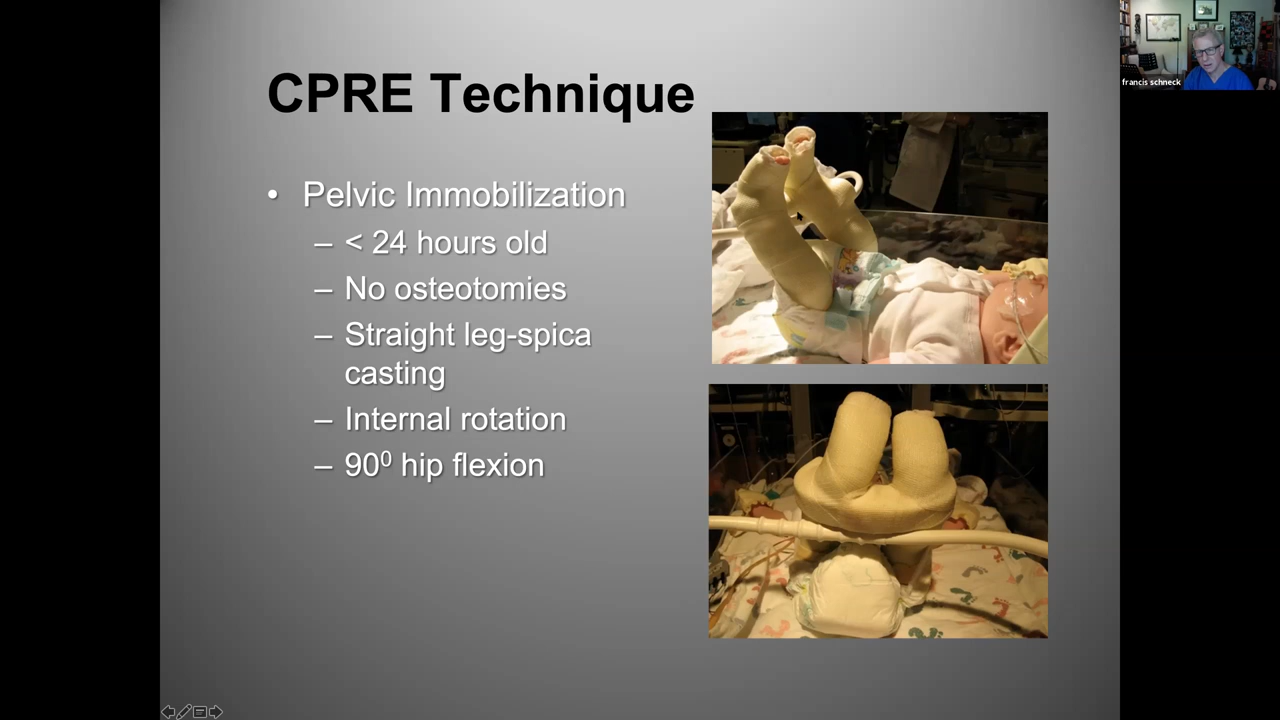 francis schneck
CPRE Technique
• Pelvic Immobilization
– < 24 hours old
– No osteotomies
– Straight leg-spica
casting
– Internal rotation
– 90⁰ hip flexion